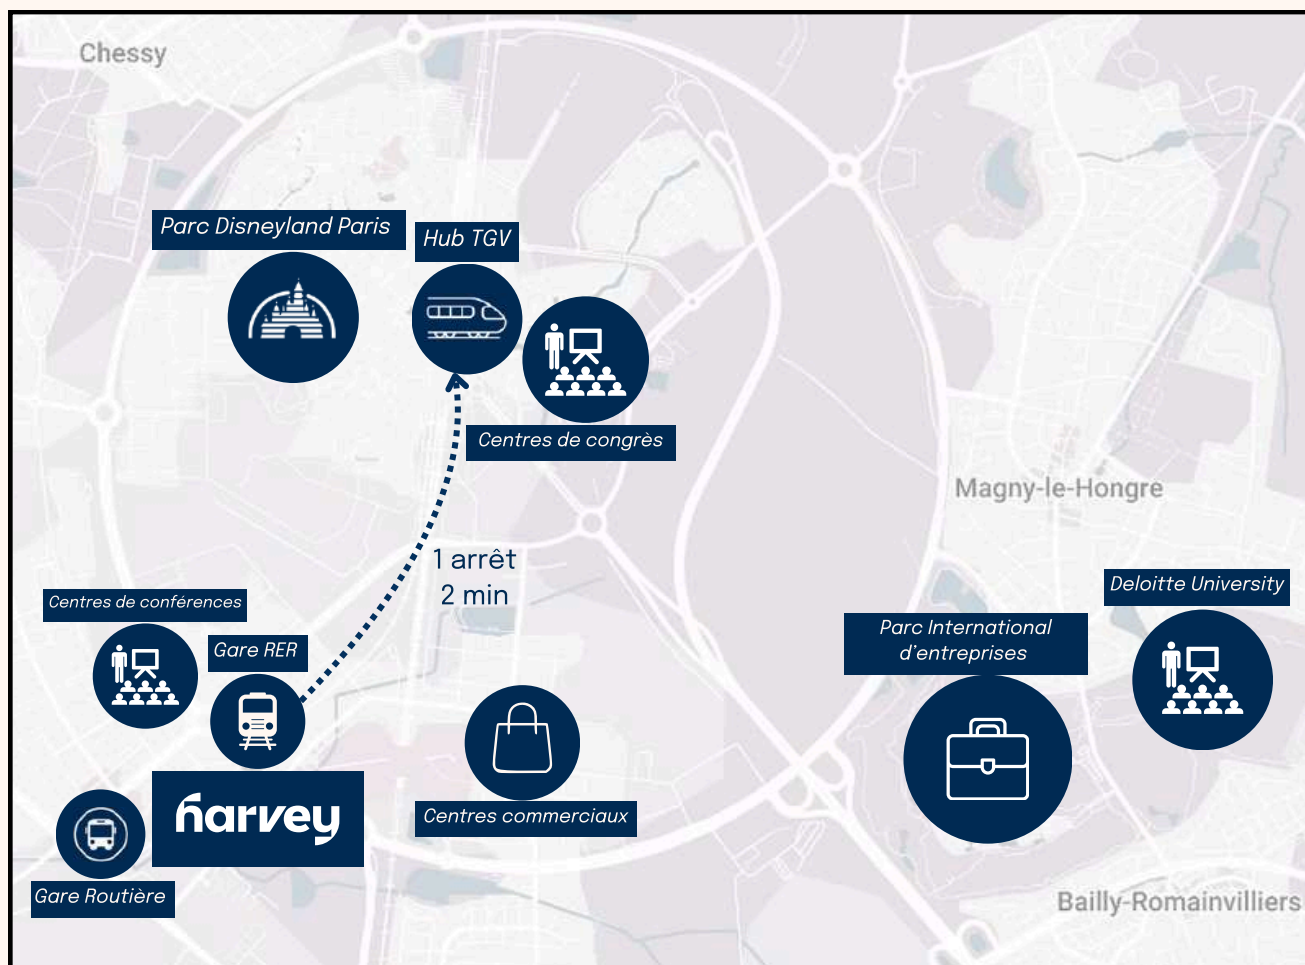 Chessy
Parc Disneyland Paris
Hub TGV
Centres de congrès
Magny-le-Hongre
1 arrêt
2 min
Deloitte University
Centres de conférences
Parc International
d'entreprises
Gare RER
harvey
Centres commerciaux
Gare Routière
Bailly-Romainvilliers